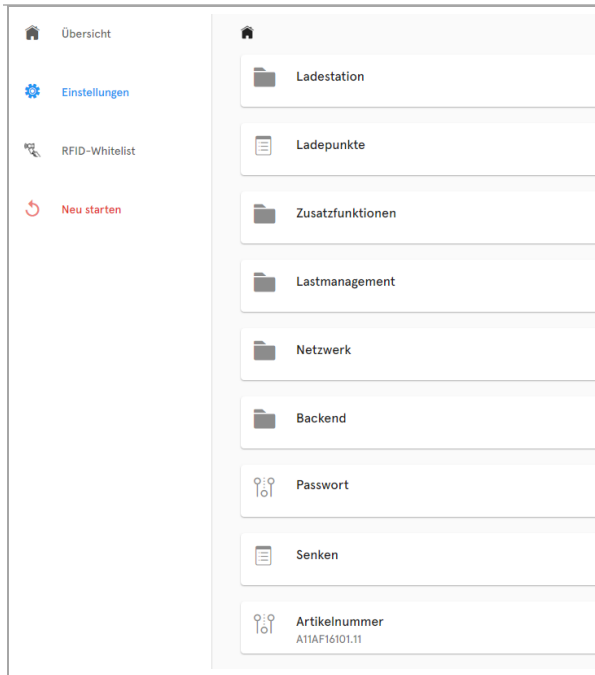 Übersicht
Einstellungen
RFID-Whitelist
Neu starten
Ladestation
Ladepunkte
Zusatzfunktionen
Lastmanagement
Netzwerk
Backend
Passwort
Senken
Artikelnummer
A11AF16101.11